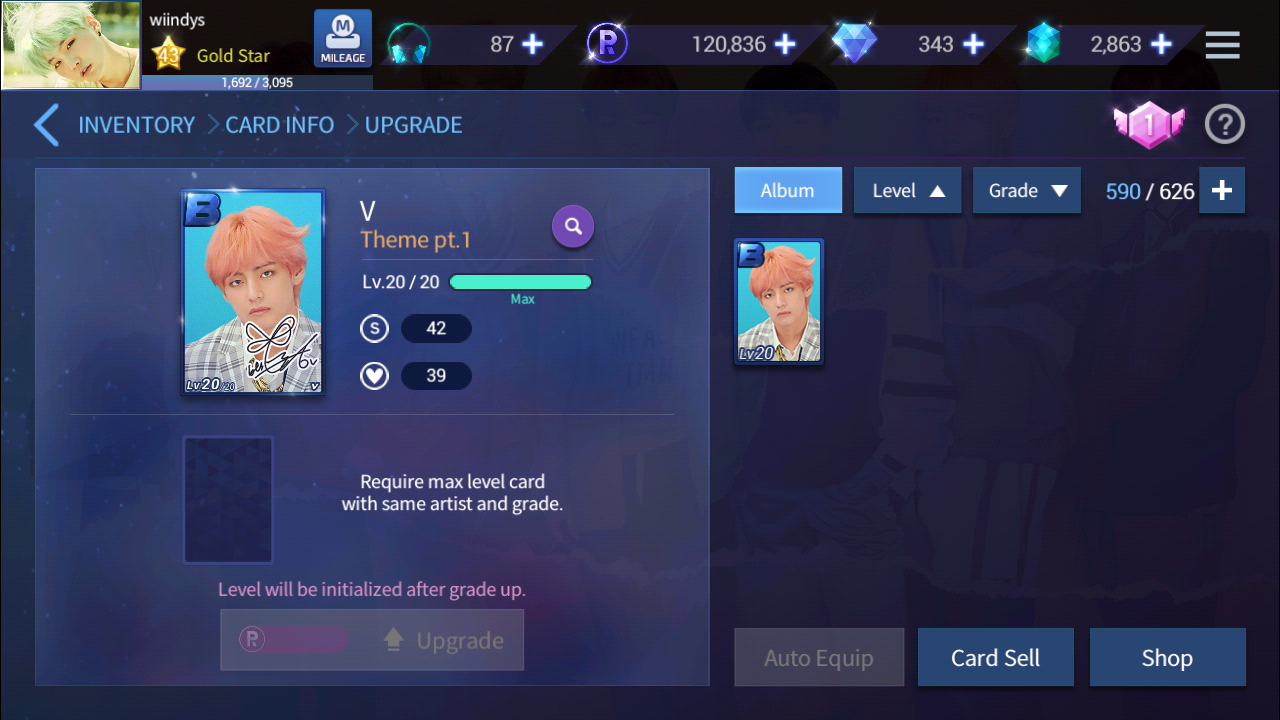 wiindys
43 Gold Star
1,692 / 3,095
M
MILEAGE
87
R
120,836
343
2,863
INVENTORY
CARD INFO
UPGRADE
1
?
B
Lv20/20
V
V
Theme pt.1
Lv.20 / 20
Max
S
42
39
Require max level card
with same artist and grade.
Level will be initialized after grade up.
R
Upgrade
Album
Level
Grade
590 / 626
B
Lv20
Auto Equip
Card Sell
Shop